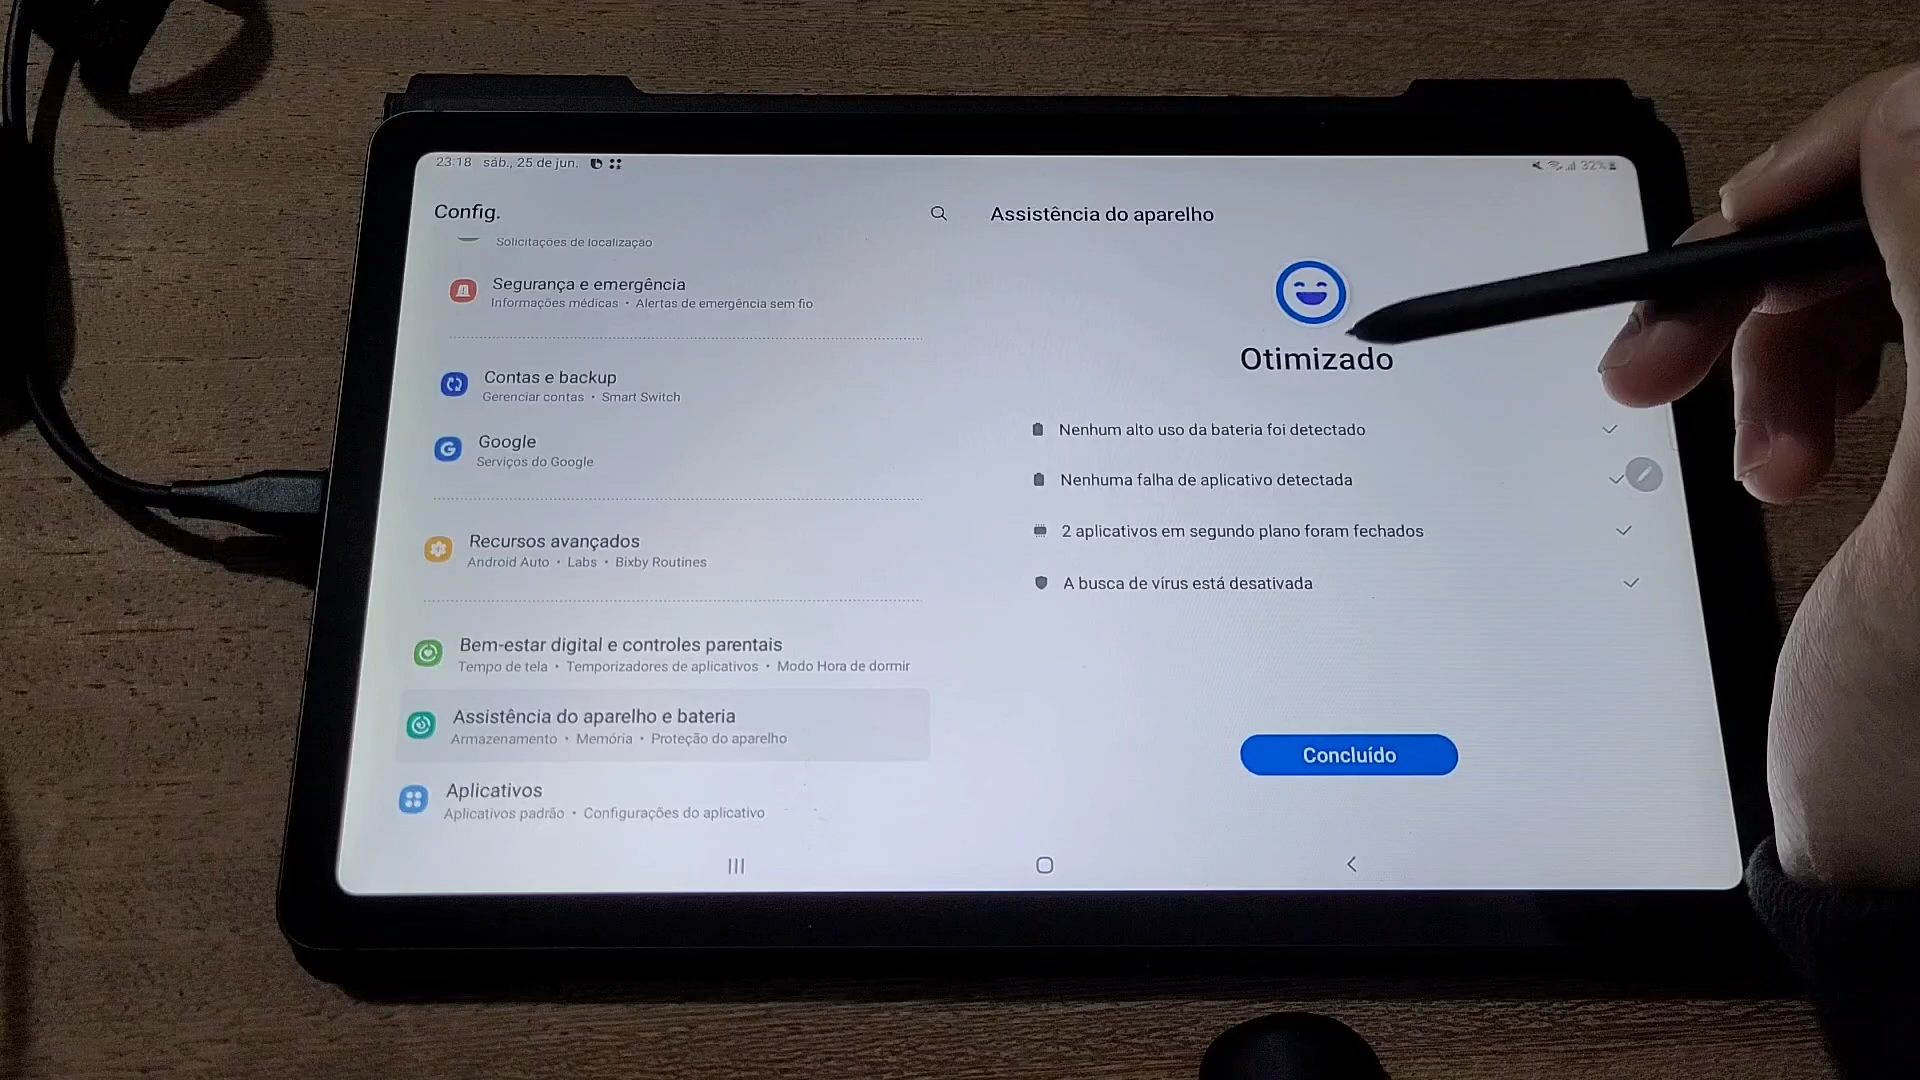 23:18 sáb., 25 de jun.
32%
Config.
Solicitações de localização
Segurança e emergência
Informações médicas • Alertas de emergência sem fio
Contas e backup
Gerenciar contas • Smart Switch
Google
Serviços do Google
Recursos avançados
Android Auto • Labs • Bixby Routines
Bem-estar digital e controles parentais
Tempo de tela • Temporizadores de aplicativos • Modo Hora de dormir
Assistência do aparelho e bateria
Armazenamento • Memória • Proteção do aparelho
Aplicativos
Aplicativos padrão • Configurações do aplicativo
Assistência do aparelho
Otimizado
Nenhum alto uso da bateria foi detectado
Nenhuma falha de aplicativo detectada
2 aplicativos em segundo plano foram fechados
A busca de vírus está desativada
Concluído